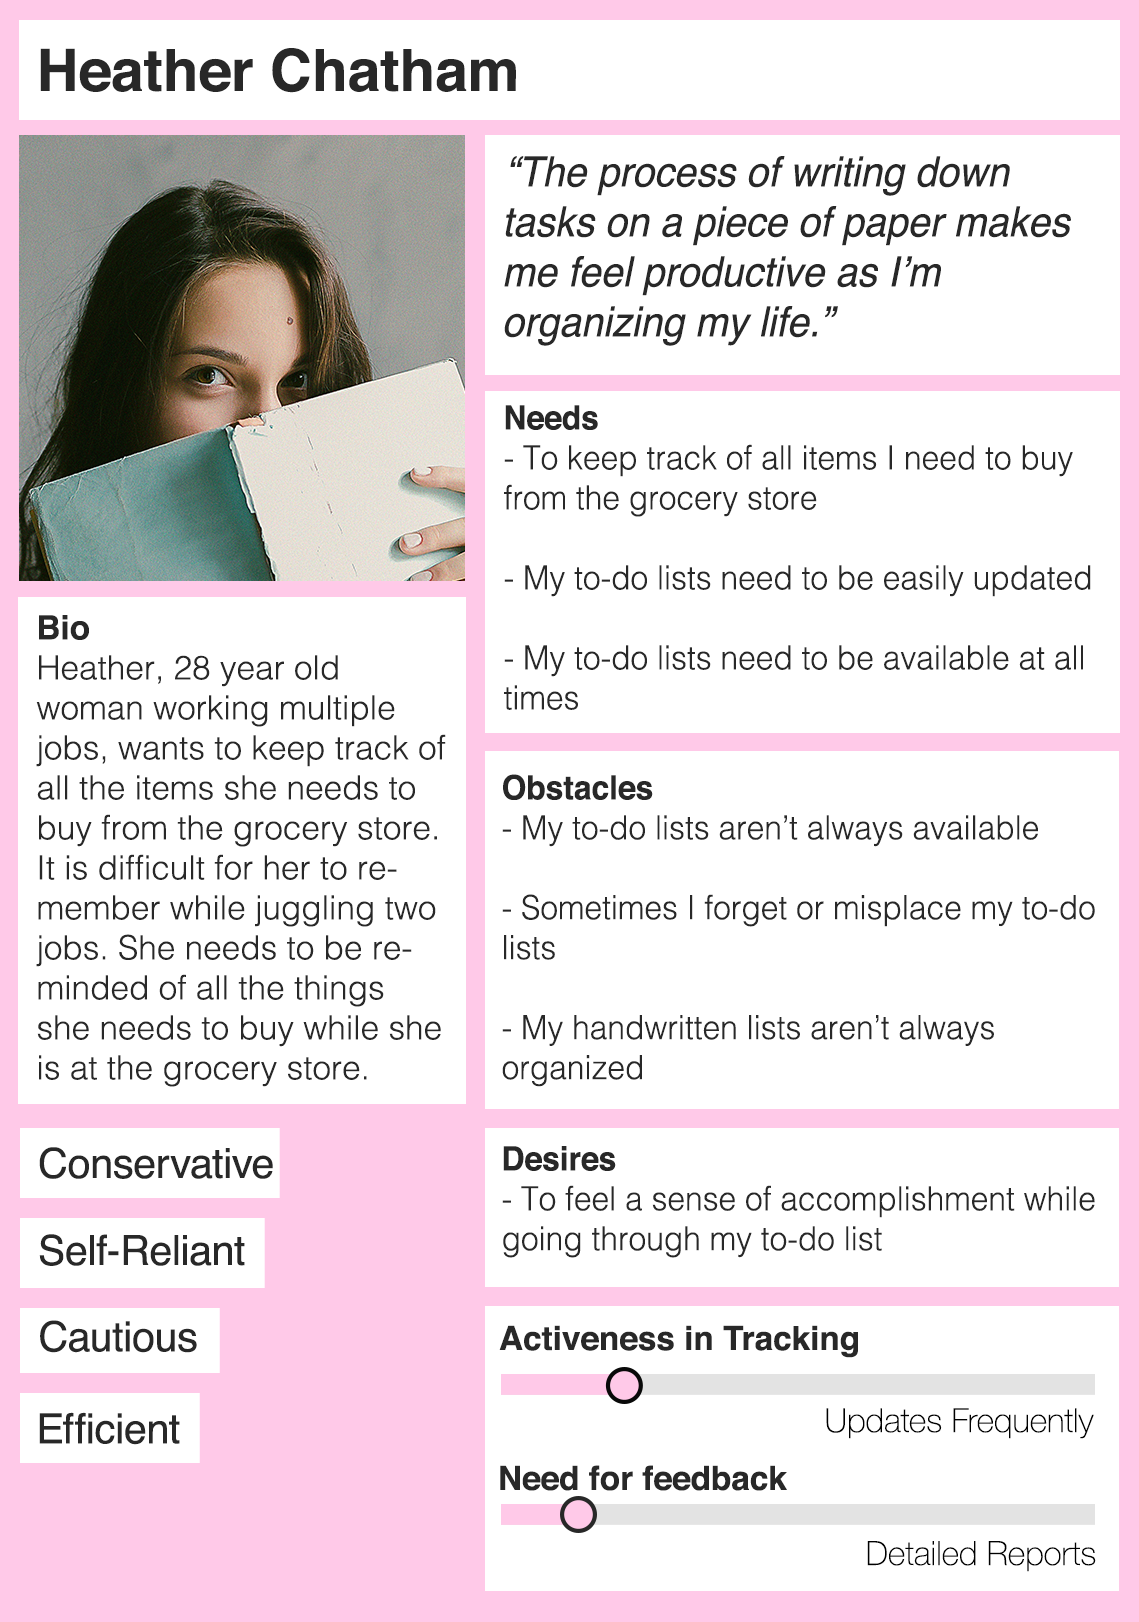 Heather Chatham
“The process of writing down
tasks on a piece of paper makes
me feel productive as I’m
organizing my life.”
Needs
- To keep track of all items I need to buy
from the grocery store
- My to-do lists need to be easily updated
- My to-do lists need to be available at all
times
Bio
Heather, 28 year old
woman working multiple
jobs, wants to keep track of
all the items she needs to
buy from the grocery store.
It is difficult for her to re-
member while juggling two
jobs. She needs to be re-
minded of all the things
she needs to buy while she
is at the grocery store.
Obstacles
- My to-do lists aren’t always available
- Sometimes I forget or misplace my to-do
lists
- My handwritten lists aren’t always
organized
Conservative
Self-Reliant
Cautious
Efficient
Desires
- To feel a sense of accomplishment while
going through my to-do list
Activeness in Tracking
Updates Frequently
Need for feedback
Detailed Reports